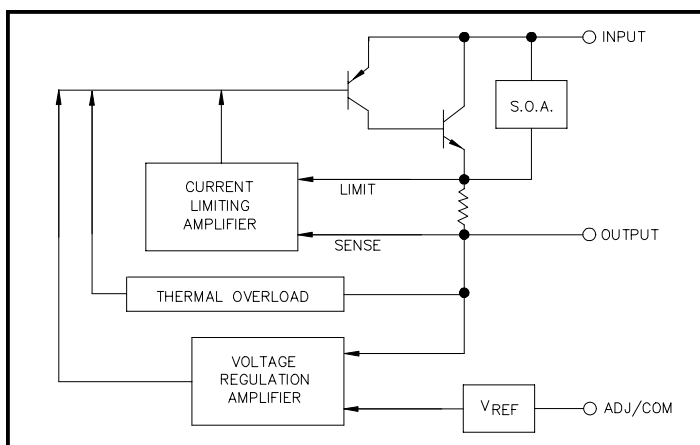 INPUT
S.O.A.
CURRENT
LIMITING
AMPLIFIER
LIMIT
SENSE
OUTPUT
THERMAL OVERLOAD
VOLTAGE
REGULATION
AMPLIFIER
VREF
ADJ/COM